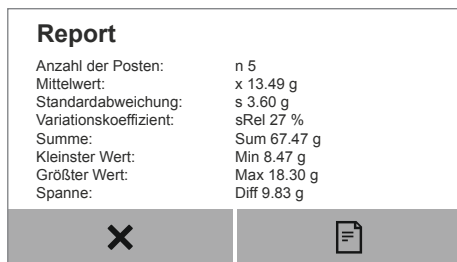 Report
Anzahl der Posten: n 5
Mittelwert: x 13.49 g
Standardabweichung: s 3.60 g
Variationskoeffizient: sRel 27 %
Summe: Sum 67.47 g
Kleinster Wert: Min 8.47 g
Größter Wert: Max 18.30 g
Spanne: Diff 9.83 g